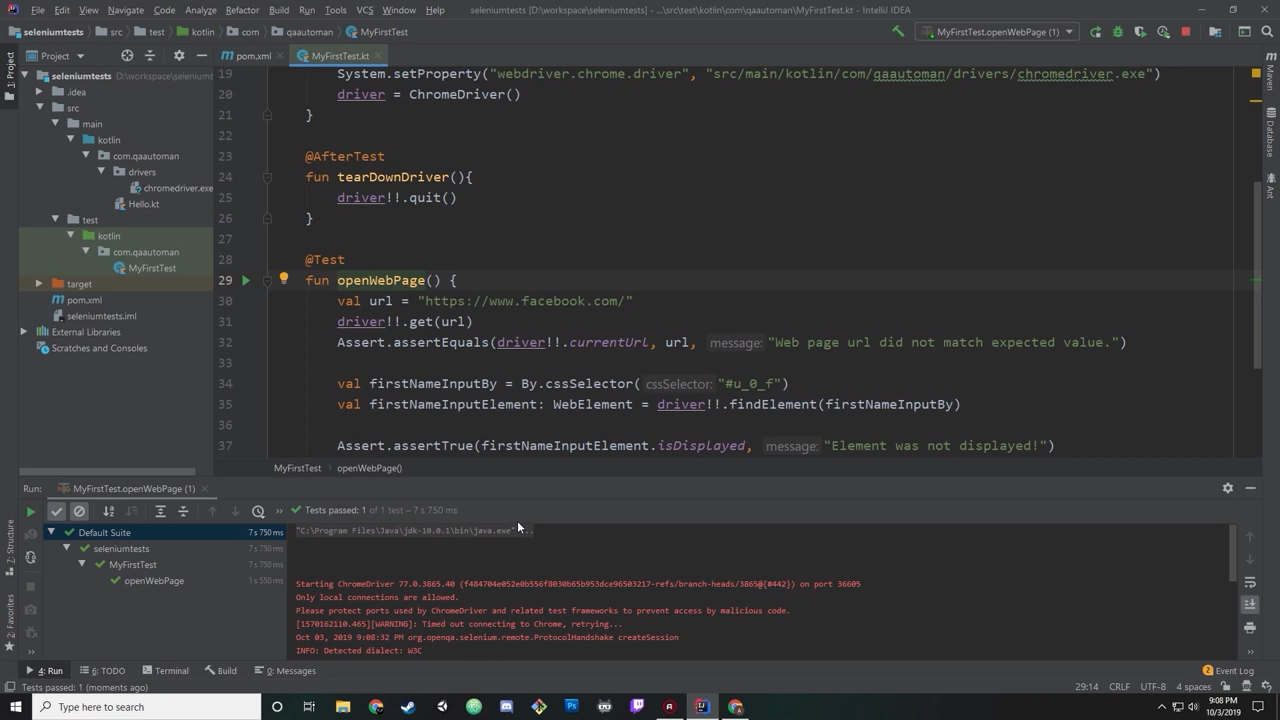 File Edit View Navigate Code Analyze Refactor Build Run Tools VCS Window Help seleniumtests [D:\workspace\seleniumtests] - ...\src\test\kotlin\com\qaautoman\MyFirstTest.kt - IntelliJ IDEA
seleniumtests src test kotlin com qaautoman MyFirstTest MyFirstTest.openWebPage (1)
1: Project
Project
pom.xml MyFirstTest.kt
seleniumtests D:\workspace\seleniumt
.idea
src
main
kotlin
com.qaautoman
drivers
chromedriver.exe
Hello.kt
test
kotlin
com.qaautoman
MyFirstTest
target
pom.xml
seleniumtests.iml
External Libraries
Scratches and Consoles
19 System.setProperty("webdriver.chrome.driver", "src/main/kotlin/com/qaautoman/drivers/chromedriver.exe")
20 driver = ChromeDriver()
21 }
22
23 @AfterTest
24 fun tearDownDriver(){
25 driver!!.quit()
26 }
27
28 @Test
29 fun openWebPage() {
30 val url = "https://www.facebook.com/"
31 driver!!.get(url)
32 Assert.assertEquals(driver!!.currentUrl, url, message: "Web page url did not match expected value.")
33
34 val firstNameInputBy = By.cssSelector( cssSelector: "#u_0_f")
35 val firstNameInputElement: WebElement = driver!!.findElement(firstNameInputBy)
36
37 Assert.assertTrue(firstNameInputElement.isDisplayed, message: "Element was not displayed!")
MyFirstTest openWebPage()
Maven
Database
Ant
Run: MyFirstTest.openWebPage (1)
Tests passed: 1 of 1 test – 7 s 750 ms
Default Suite 7 s 750 ms
seleniumtests 7 s 750 ms
MyFirstTest 7 s 750 ms
openWebPage 1 s 550 ms
"C:\Program Files\Java\jdk-10.0.1\bin\java.exe" ...
Starting ChromeDriver 77.0.3865.40 (f484704e052e0b556f8030b65b953dce96503217-refs/branch-heads/3865@{#442}) on port 36605
Only local connections are allowed.
Please protect ports used by ChromeDriver and related test frameworks to prevent access by malicious code.
[1570162110.465][WARNING]: Timed out connecting to Chrome, retrying...
Oct 03, 2019 9:08:32 PM org.openqa.selenium.remote.ProtocolHandshake createSession
INFO: Detected dialect: W3C
Z: Structure
2: Favorites
4: Run 6: TODO Terminal Build 0: Messages Event Log
Tests passed: 1 (moments ago) 29:14 CRLF UTF-8 4 spaces
Type here to search
9:08 PM
10/3/2019